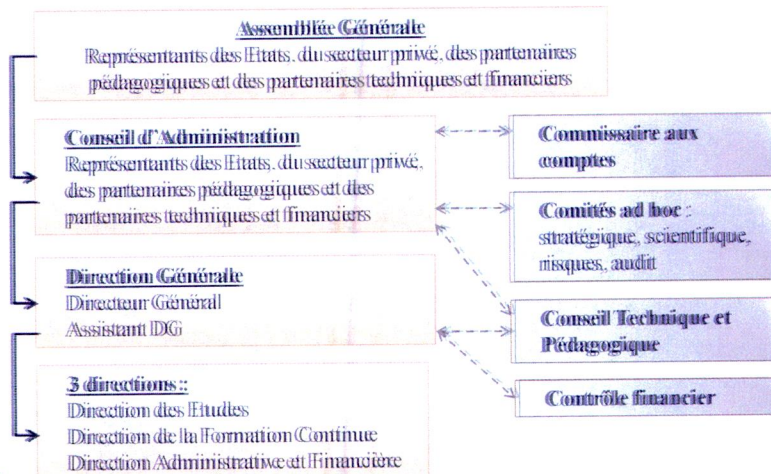 Assemblée Générale
Représentants des Etats, du secteur privé, des partenaires
pédagogiques et des partenaires techniques et financiers
Conseil d'Administration
Représentants des Etats, du secteur privé,
des partenaires pédagogiques et des
partenaires techniques et financiers
Direction Générale
Directeur Général
Assistant DG
3 directions :
Direction des Etudes
Direction de la Formation Continue
Direction Administrative et Financière
Commissaire aux
comptes
Comités ad hoc :
stratégique, scientifique,
risques, audit
Conseil Technique et
Pédagogique
Contrôle financier